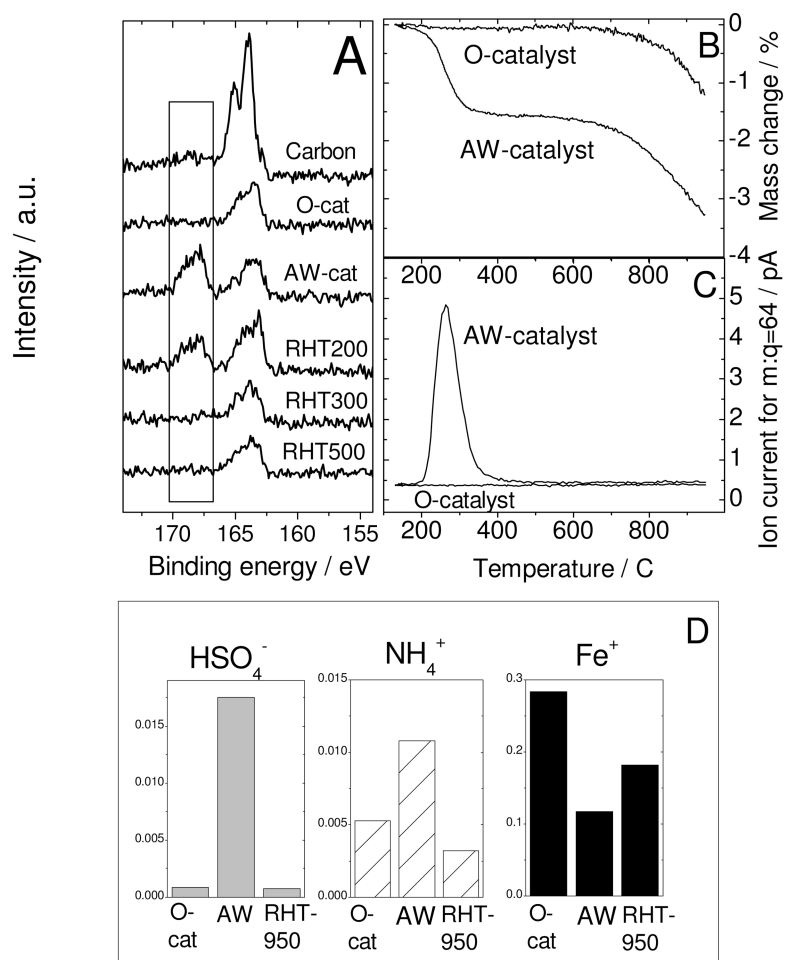 A
Carbon
O-cat
AW-cat
RHT200
RHT300
RHT500
Intensity / a.u.
170 165 160 155
Binding energy / eV
B
O-catalyst
AW-catalyst
0
-1
-2
-3
-4
Mass change / %
200 400 600 800
C
AW-catalyst
O-catalyst
5
4
3
2
1
0
Ion current for m:q=64 / pA
200 400 600 800
Temperature / C
D
HSO4-
0.015
0.010
0.005
0.000
O-cat
AW
RHT-950
NH4+
0.015
0.010
0.005
0.000
O-cat
AW
RHT-950
Fe+
0.3
0.2
0.1
0.0
O-cat
AW
RHT-950